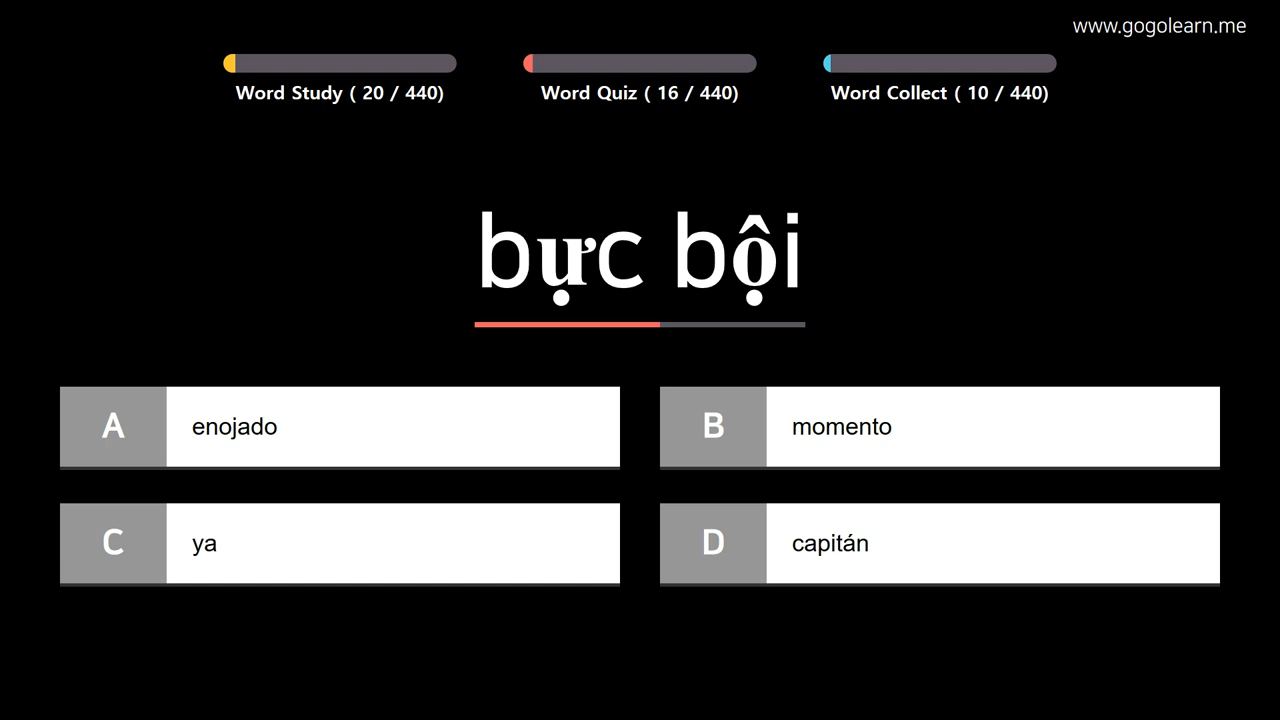 www.gogolearn.me
Word Study ( 20 / 440)
Word Quiz ( 16 / 440)
Word Collect ( 10 / 440)
bực bội
A enojado
B momento
C ya
D capitán